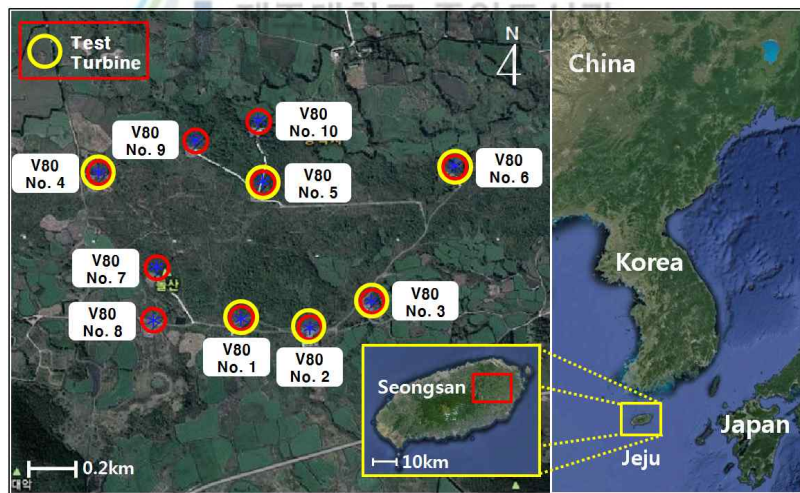 Test
Turbine
N
V80
No. 10
V80
No. 9
V80
No. 4
V80
No. 5
V80
No. 6
V80
No. 7
V80
No. 8
V80
No. 1
V80
No. 2
V80
No. 3
0.2km
Seongsan
10km
China
Korea
Japan
Jeju